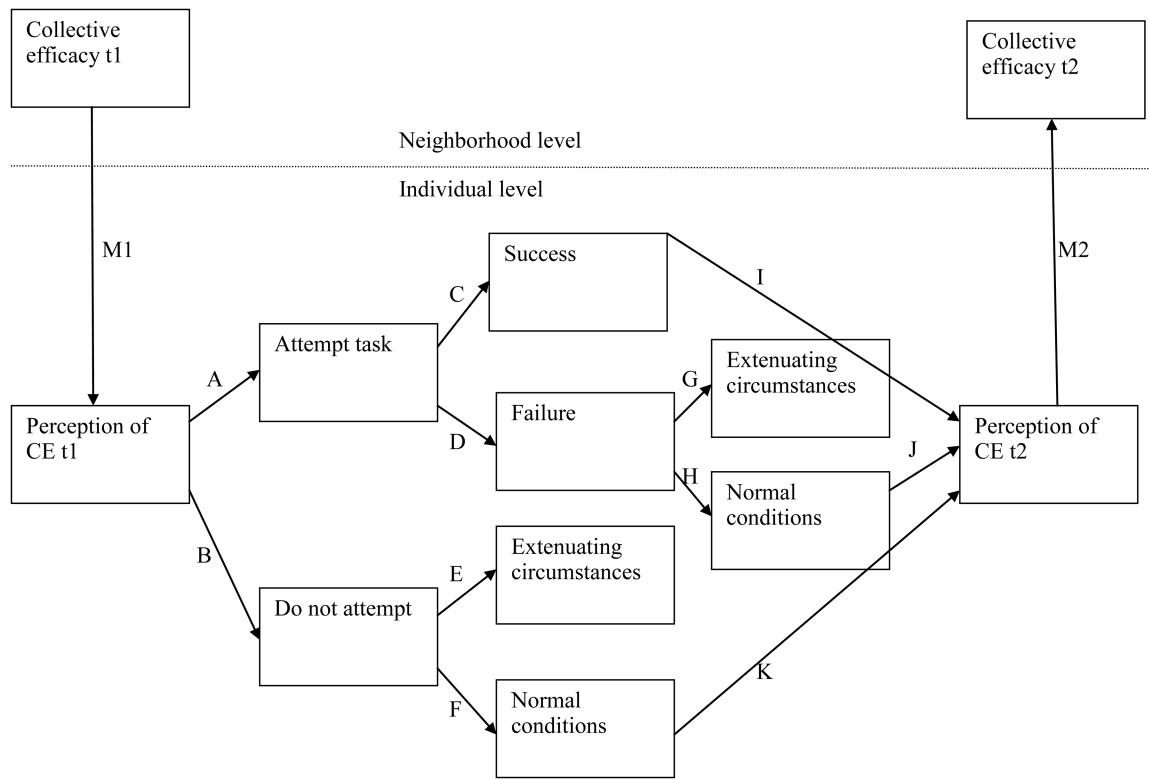 Collective
efficacy t1
Collective
efficacy t2
Neighborhood level
Individual level
M1
M2
Success
I
C
Attempt task
Extenuating
circumstances
A
G
Perception of
CE t1
Failure
Perception of
CE t2
D
J
H
Normal
conditions
B
Extenuating
circumstances
E
Do not attempt
K
F
Normal
conditions